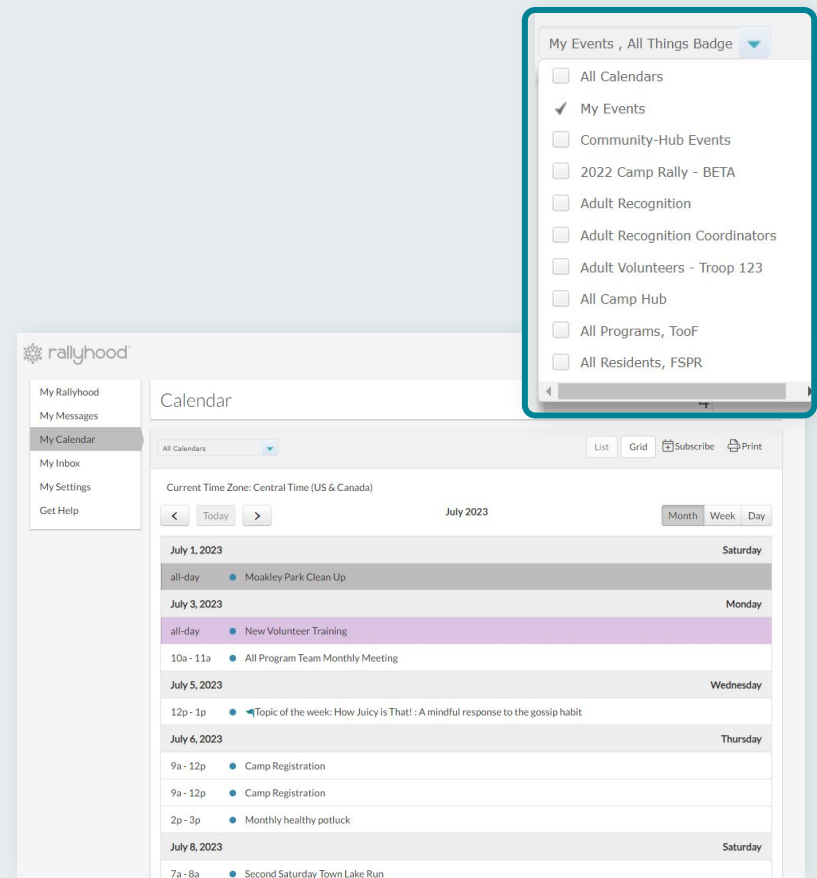 My Events , All Things Badge
All Calendars
My Events
Community-Hub Events
2022 Camp Rally - BETA
Adult Recognition
Adult Recognition Coordinators
Adult Volunteers - Troop 123
All Camp Hub
All Programs, TooF
All Residents, FSPR
rallyhood
My Rallyhood
My Messages
My Calendar
My Inbox
My Settings
Get Help
Calendar
All Calendars
List Grid Subscribe Print
Current Time Zone: Central Time (US & Canada)
Today July 2023 Month Week Day
July 1, 2023 Saturday
all-day Moakley Park Clean Up
July 3, 2023 Monday
all-day New Volunteer Training
10a - 11a All Program Team Monthly Meeting
July 5, 2023 Wednesday
12p - 1p Topic of the week: How Juicy is That! : A mindful response to the gossip habit
July 6, 2023 Thursday
9a - 12p Camp Registration
9a - 12p Camp Registration
2p - 3p Monthly healthy potluck
July 8, 2023 Saturday
7a - 8a Second Saturday Town Lake Run